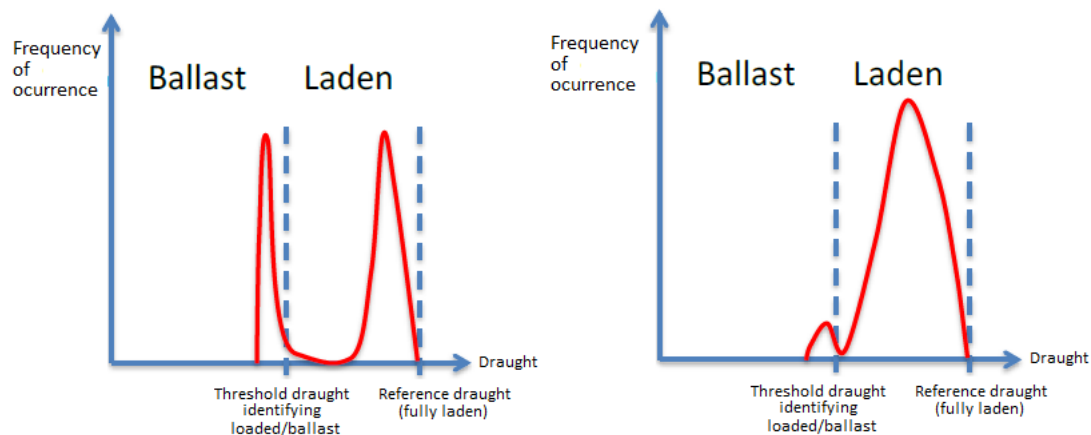 Frequency
of
ocurrence
Ballast
Laden
Draught
Threshold draught
identifying
loaded/ballast
Reference draught
(fully laden)
Frequency
of
ocurrence
Ballast
Laden
Draught
Threshold draught
identifying
loaded/ballast
Reference draught
(fully laden)